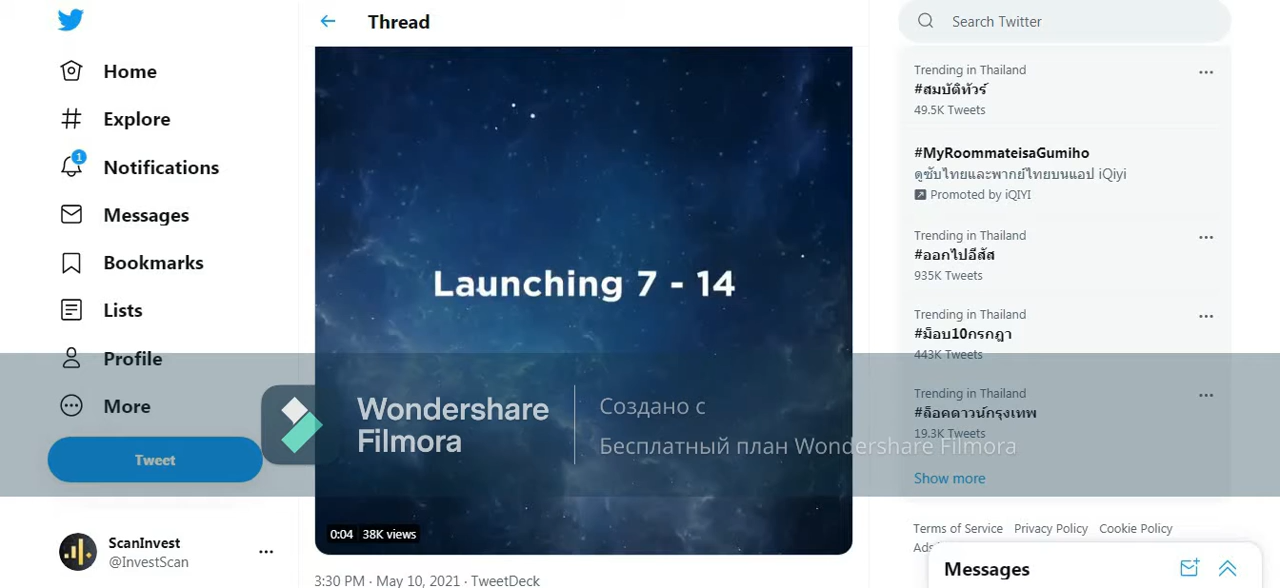 Thread
Search Twitter
Home
Explore
1
Notifications
Messages
Bookmarks
Lists
Profile
More
Tweet
ScanInvest
@InvestScan
Launching 7 - 14
0:04 38K views
3:30 PM · May 10, 2021 · TweetDeck
Wondershare
Filmora
Создано с
Бесплатный план Wondershare Filmora
Trending in Thailand
#สมบัติทัวร์
49.5K Tweets
#MyRoommateisaGumiho
ดูซับไทยและพากย์ไทยบนแอป iQiyi
Promoted by iQIYI
Trending in Thailand
#ออกไปอีสัส
935K Tweets
Trending in Thailand
#ม็อบ10กรกฎา
443K Tweets
Trending in Thailand
#ล็อคดาวน์กรุงเทพ
19.3K Tweets
Show more
Terms of Service Privacy Policy Cookie Policy
Ads
Messages